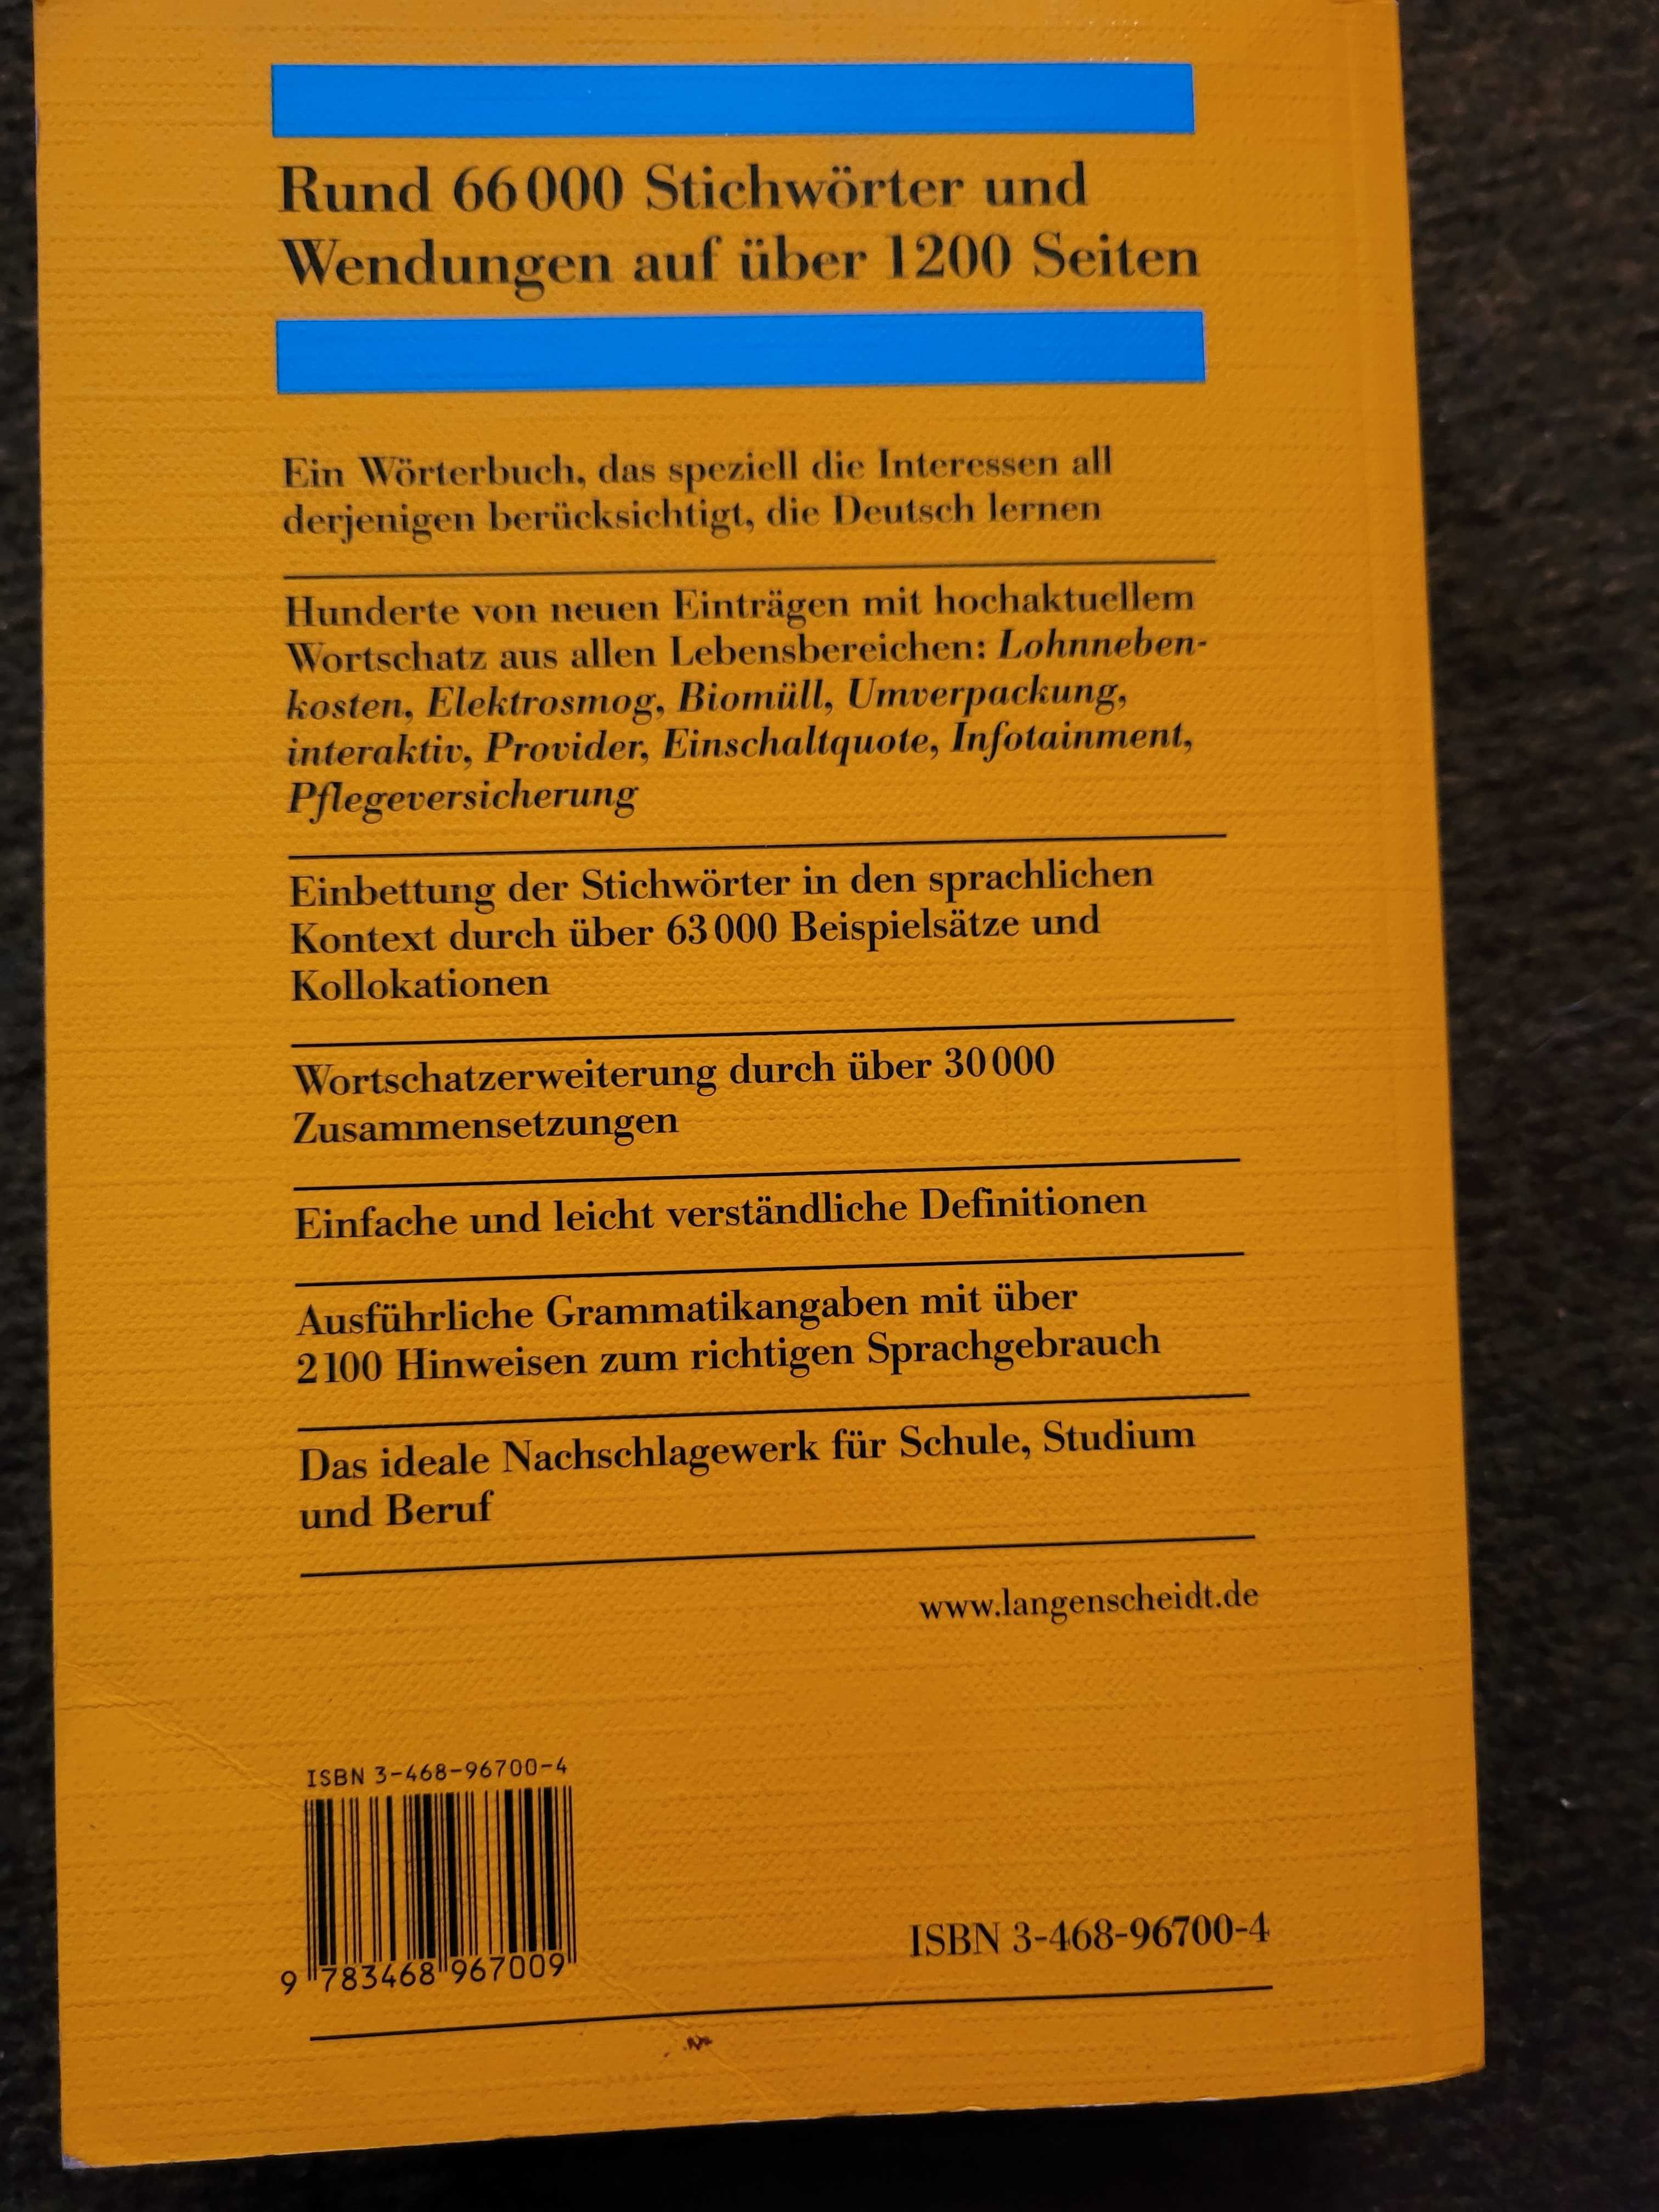 Rund 66 000 Stichwörter und
Wendungen auf über 1200 Seiten
Ein Wörterbuch, das speziell die Interessen all
derjenigen berücksichtigt, die Deutsch lernen
Hunderte von neuen Einträgen mit hochaktuellem
Wortschatz aus allen Lebensbereichen: Lohnneben-
kosten, Elektrosmog, Biomüll, Umverpackung,
interaktiv, Provider, Einschaltquote, Infotainment,
Pflegeversicherung
Einbettung der Stichwörter in den sprachlichen
Kontext durch über 63 000 Beispielsätze und
Kollokationen
Wortschatzerweiterung durch über 30 000
Zusammensetzungen
Einfache und leicht verständliche Definitionen
Ausführliche Grammatikangaben mit über
2100 Hinweisen zum richtigen Sprachgebrauch
Das ideale Nachschlagewerk für Schule, Studium
und Beruf
www.langenscheidt.de
ISBN 3-468-96700-4
9 783468 967009
ISBN 3-468-96700-4